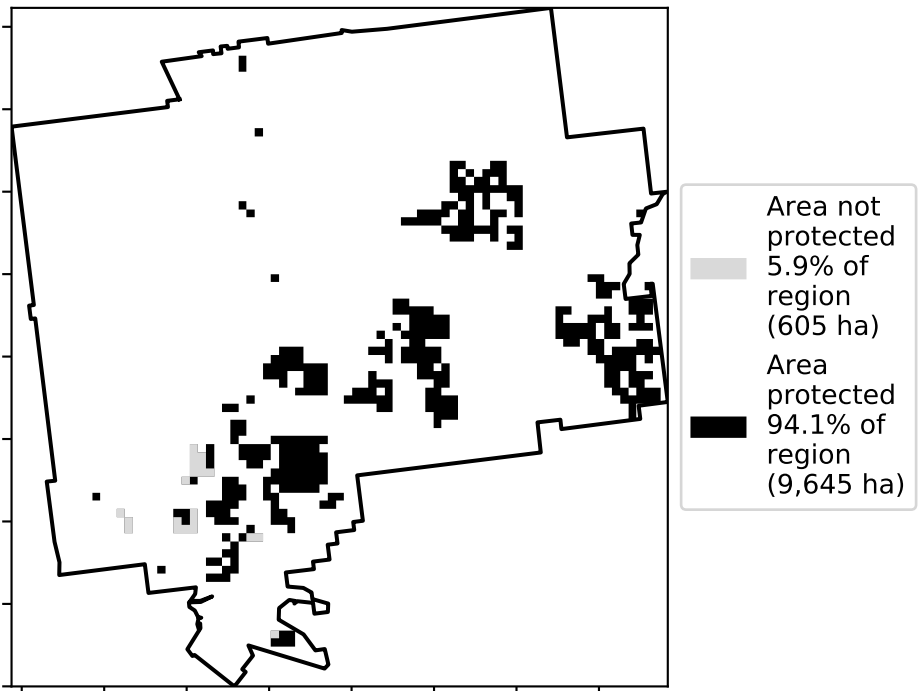 Area not
protected
5.9% of
region
(605 ha)
Area
protected
94.1% of
region
(9,645 ha)